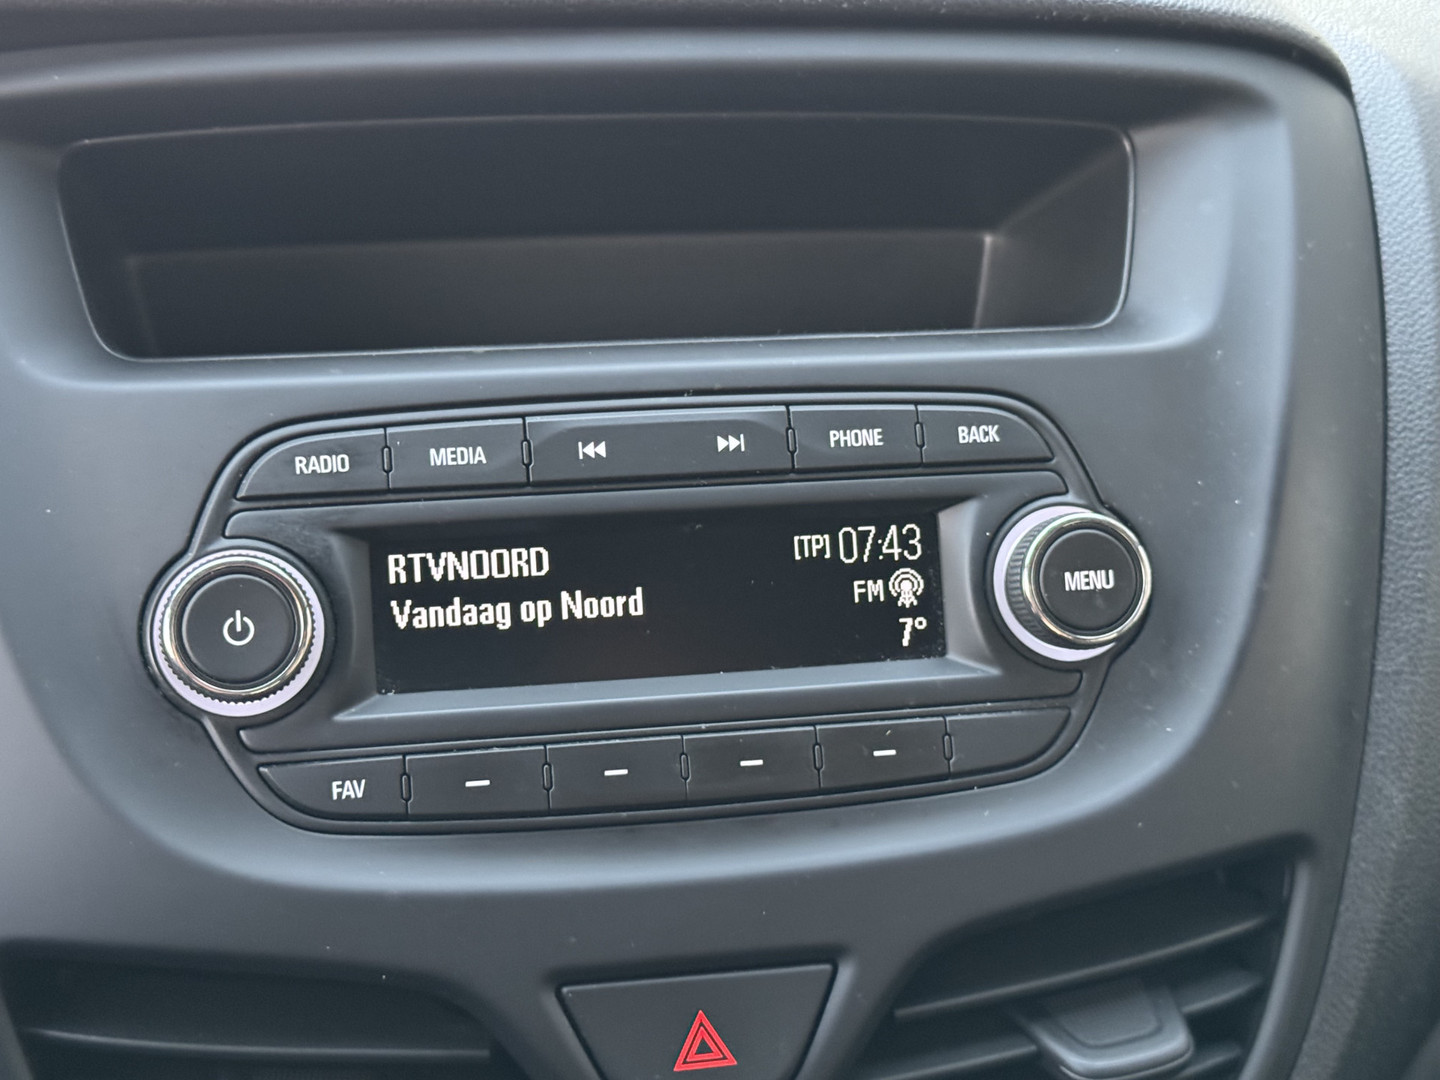 RADIO MEDIA PHONE BACK
RTVNOORD
Vandaag op Noord
[TP] 07:43
FM
7°
MENU
FAV